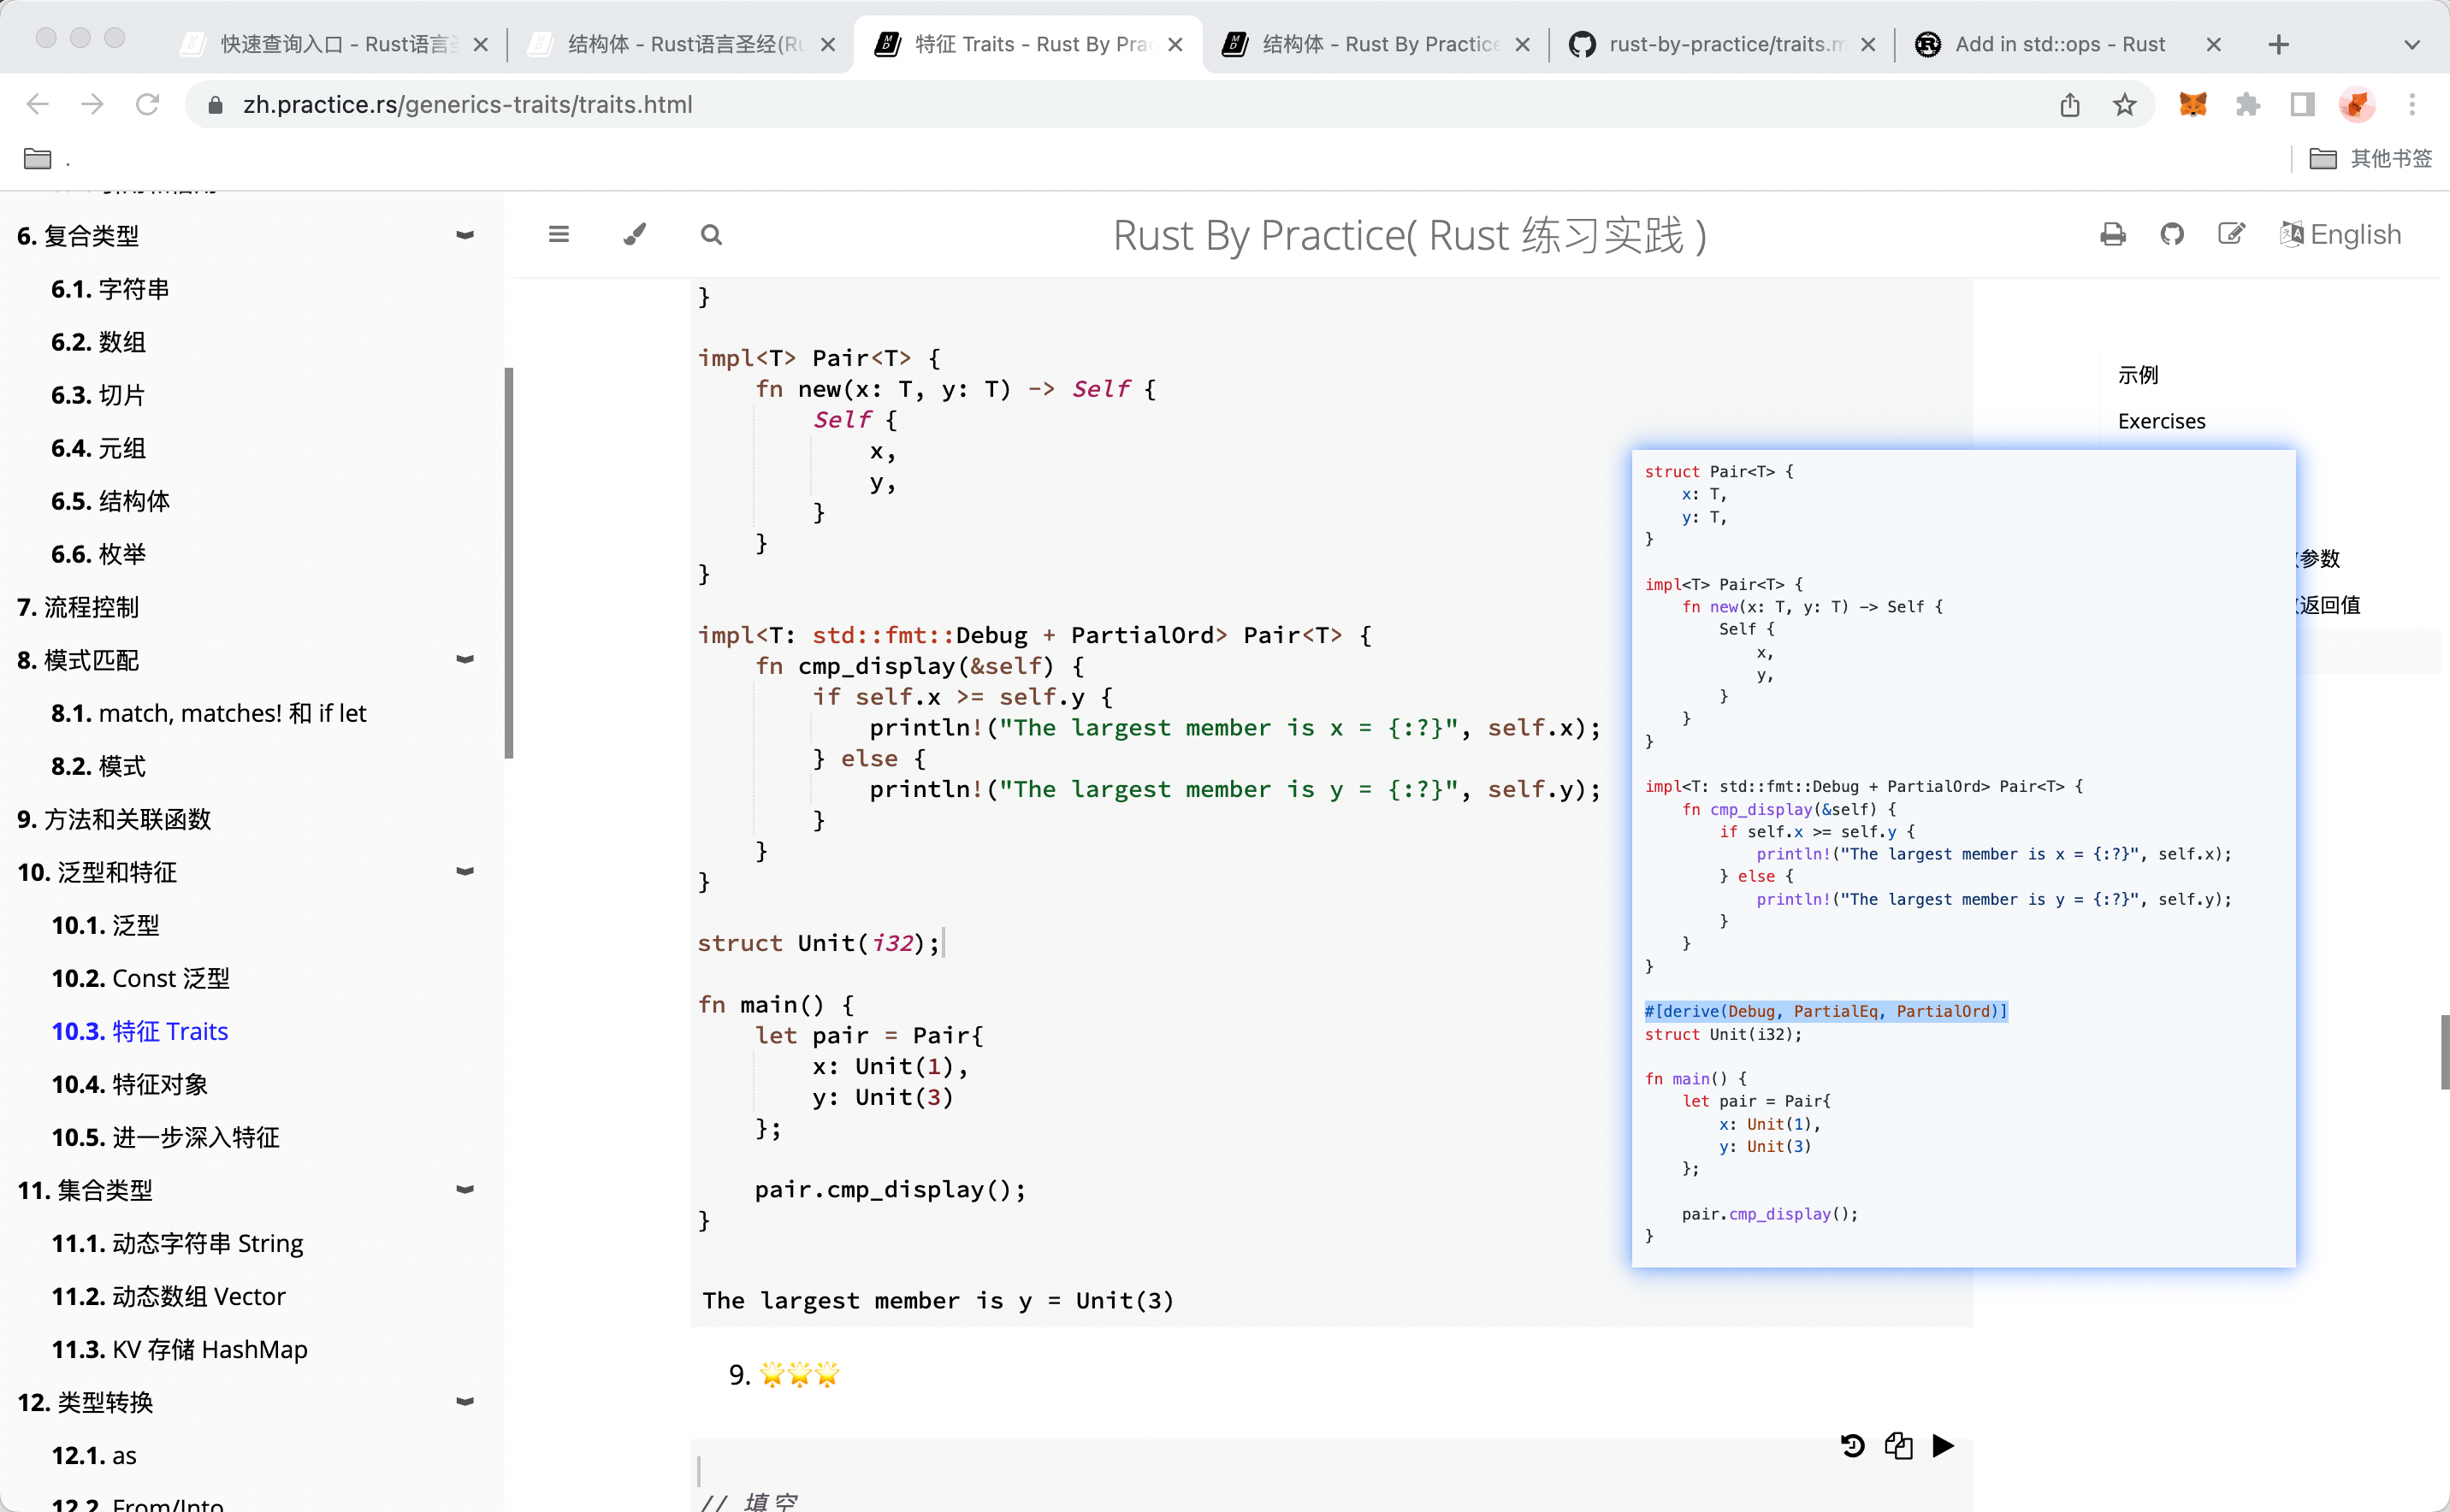 快速查询入口 - Rust语言
结构体 - Rust语言圣经(Ru
特征 Traits - Rust By Prac
结构体 - Rust By Practice
rust-by-practice/traits.m
Add in std::ops - Rust
zh.practice.rs/generics-traits/traits.html
.
其他书签
6. 复合类型
6.1. 字符串
6.2. 数组
6.3. 切片
6.4. 元组
6.5. 结构体
6.6. 枚举
7. 流程控制
8. 模式匹配
8.1. match, matches! 和 if let
8.2. 模式
9. 方法和关联函数
10. 泛型和特征
10.1. 泛型
10.2. Const 泛型
10.3. 特征 Traits
10.4. 特征对象
10.5. 进一步深入特征
11. 集合类型
11.1. 动态字符串 String
11.2. 动态数组 Vector
11.3. KV 存储 HashMap
12. 类型转换
12.1. as
12.2. From/Into
Rust By Practice( Rust 练习实践 )
English
}
impl<T> Pair<T> {
    fn new(x: T, y: T) -> Self {
        Self {
            x,
            y,
        }
    }
}
impl<T: std::fmt::Debug + PartialOrd> Pair<T> {
    fn cmp_display(&self) {
        if self.x >= self.y {
            println!("The largest member is x = {:?}", self.x);
        } else {
            println!("The largest member is y = {:?}", self.y);
        }
    }
}
struct Unit(i32);
fn main() {
    let pair = Pair{
        x: Unit(1),
        y: Unit(3)
    };
    pair.cmp_display();
}
The largest member is y = Unit(3)
9. 🌟🌟🌟
// 填空
示例
Exercises
参数
返回值
struct Pair<T> {
    x: T,
    y: T,
}
impl<T> Pair<T> {
    fn new(x: T, y: T) -> Self {
        Self {
            x,
            y,
        }
    }
}
impl<T: std::fmt::Debug + PartialOrd> Pair<T> {
    fn cmp_display(&self) {
        if self.x >= self.y {
            println!("The largest member is x = {:?}", self.x);
        } else {
            println!("The largest member is y = {:?}", self.y);
        }
    }
}
#[derive(Debug, PartialEq, PartialOrd)]
struct Unit(i32);
fn main() {
    let pair = Pair{
        x: Unit(1),
        y: Unit(3)
    };
    pair.cmp_display();
}